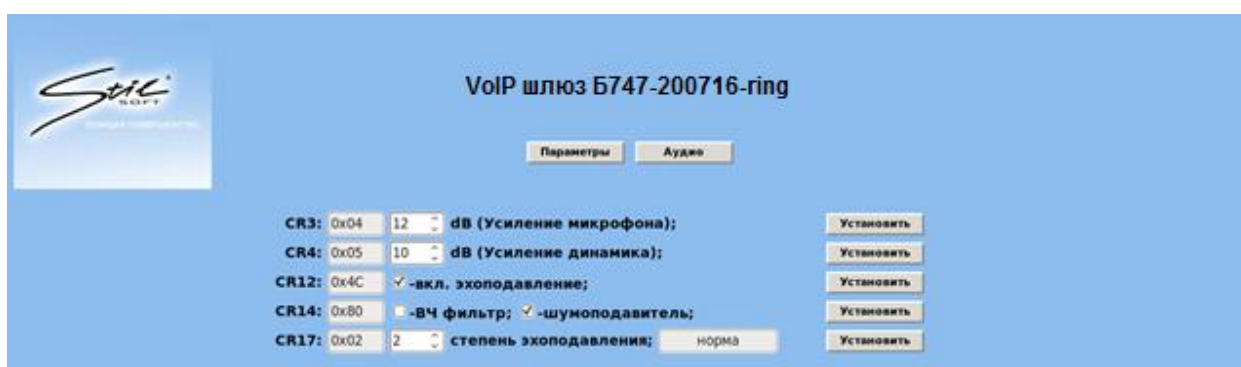 Stil
SOFT
VoIP шлюз Б747-200716-ring
Параметры Аудио
CR3: 0x04 12 dB (Усиление микрофона); Установить
CR4: 0x05 10 dB (Усиление динамика); Установить
CR12: 0x4C -вкл. эхоподавление; Установить
CR14: 0x80 -ВЧ фильтр; -шумоподавитель; Установить
CR17: 0x02 2 степень эхоподавления; норма Установить